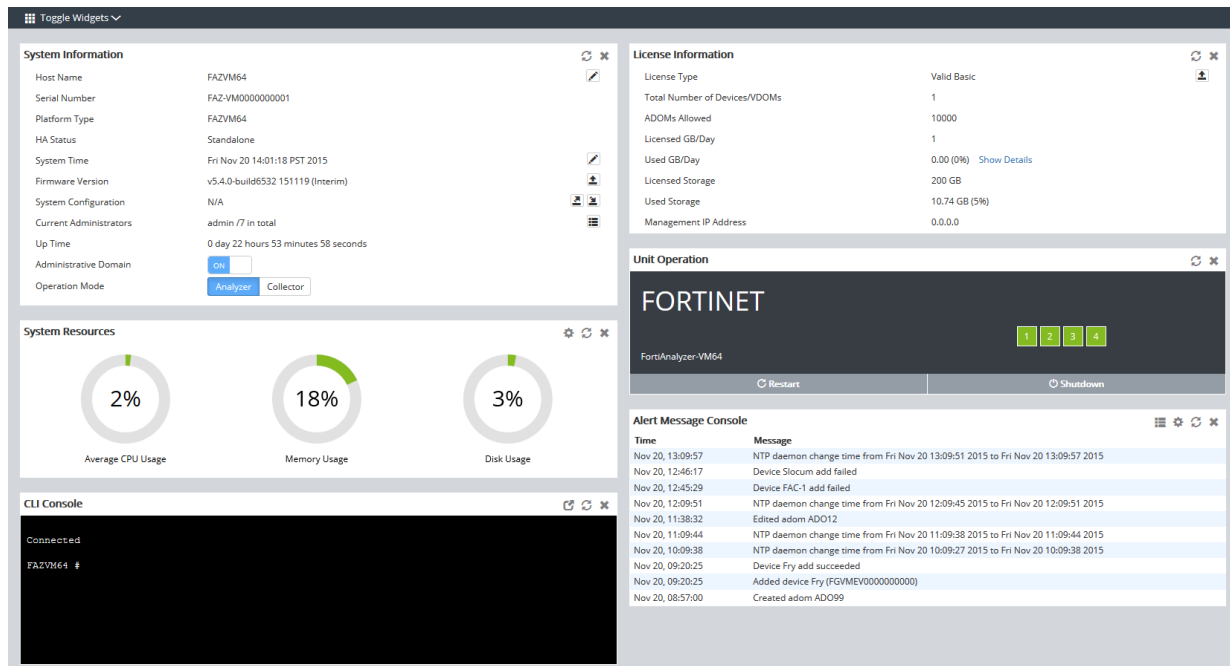 Toggle Widgets
System Information
Host Name FAZVM64
Serial Number FAZ-VM0000000001
Platform Type FAZVM64
HA Status Standalone
System Time Fri Nov 20 14:01:18 PST 2015
Firmware Version v5.4.0-build6532 151119 (Interim)
System Configuration N/A
Current Administrators admin /7 in total
Up Time 0 day 22 hours 53 minutes 58 seconds
Administrative Domain ON
Operation Mode Analyzer Collector
System Resources
2% 18% 3%
Average CPU Usage Memory Usage Disk Usage
CLI Console
Connected
FAZVM64 #
License Information
License Type Valid Basic
Total Number of Devices/VDOMs 1
ADOMs Allowed 10000
Licensed GB/Day 1
Used GB/Day 0.00 (0%) Show Details
Licensed Storage 200 GB
Used Storage 10.74 GB (5%)
Management IP Address 0.0.0.0
Unit Operation
FORTINET
1 2 3 4
FortiAnalyzer-VM64
Restart Shutdown
Alert Message Console
Time Message
Nov 20, 13:09:57 NTP daemon change time from Fri Nov 20 13:09:51 2015 to Fri Nov 20 13:09:57 2015
Nov 20, 12:46:17 Device Slocum add failed
Nov 20, 12:45:29 Device FAC-1 add failed
Nov 20, 12:09:51 NTP daemon change time from Fri Nov 20 12:09:45 2015 to Fri Nov 20 12:09:51 2015
Nov 20, 11:38:32 Edited adom ADO12
Nov 20, 11:09:44 NTP daemon change time from Fri Nov 20 11:09:38 2015 to Fri Nov 20 11:09:44 2015
Nov 20, 10:09:38 NTP daemon change time from Fri Nov 20 10:09:27 2015 to Fri Nov 20 10:09:38 2015
Nov 20, 09:20:25 Device Fry add succeeded
Nov 20, 09:20:25 Added device Fry (FGVMEV0000000000)
Nov 20, 08:57:00 Created adom ADO99